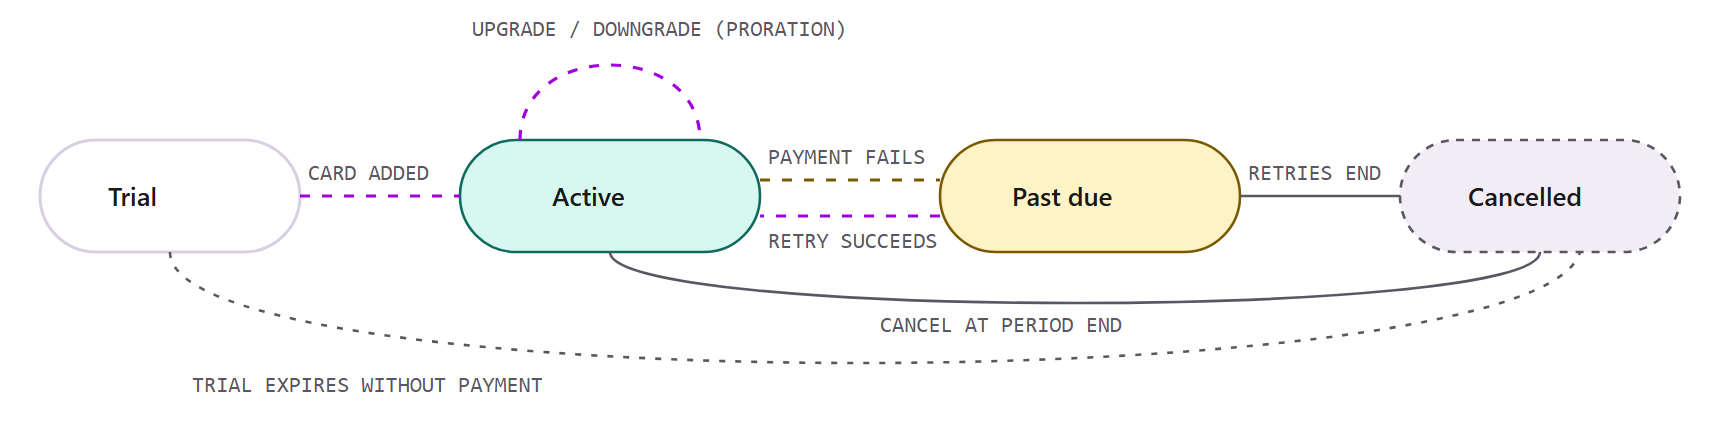 UPGRADE / DOWNGRADE (PRORATION)
Trial
CARD ADDED
Active
PAYMENT FAILS
RETRY SUCCEEDS
Past due
RETRIES END
Cancelled
CANCEL AT PERIOD END
TRIAL EXPIRES WITHOUT PAYMENT